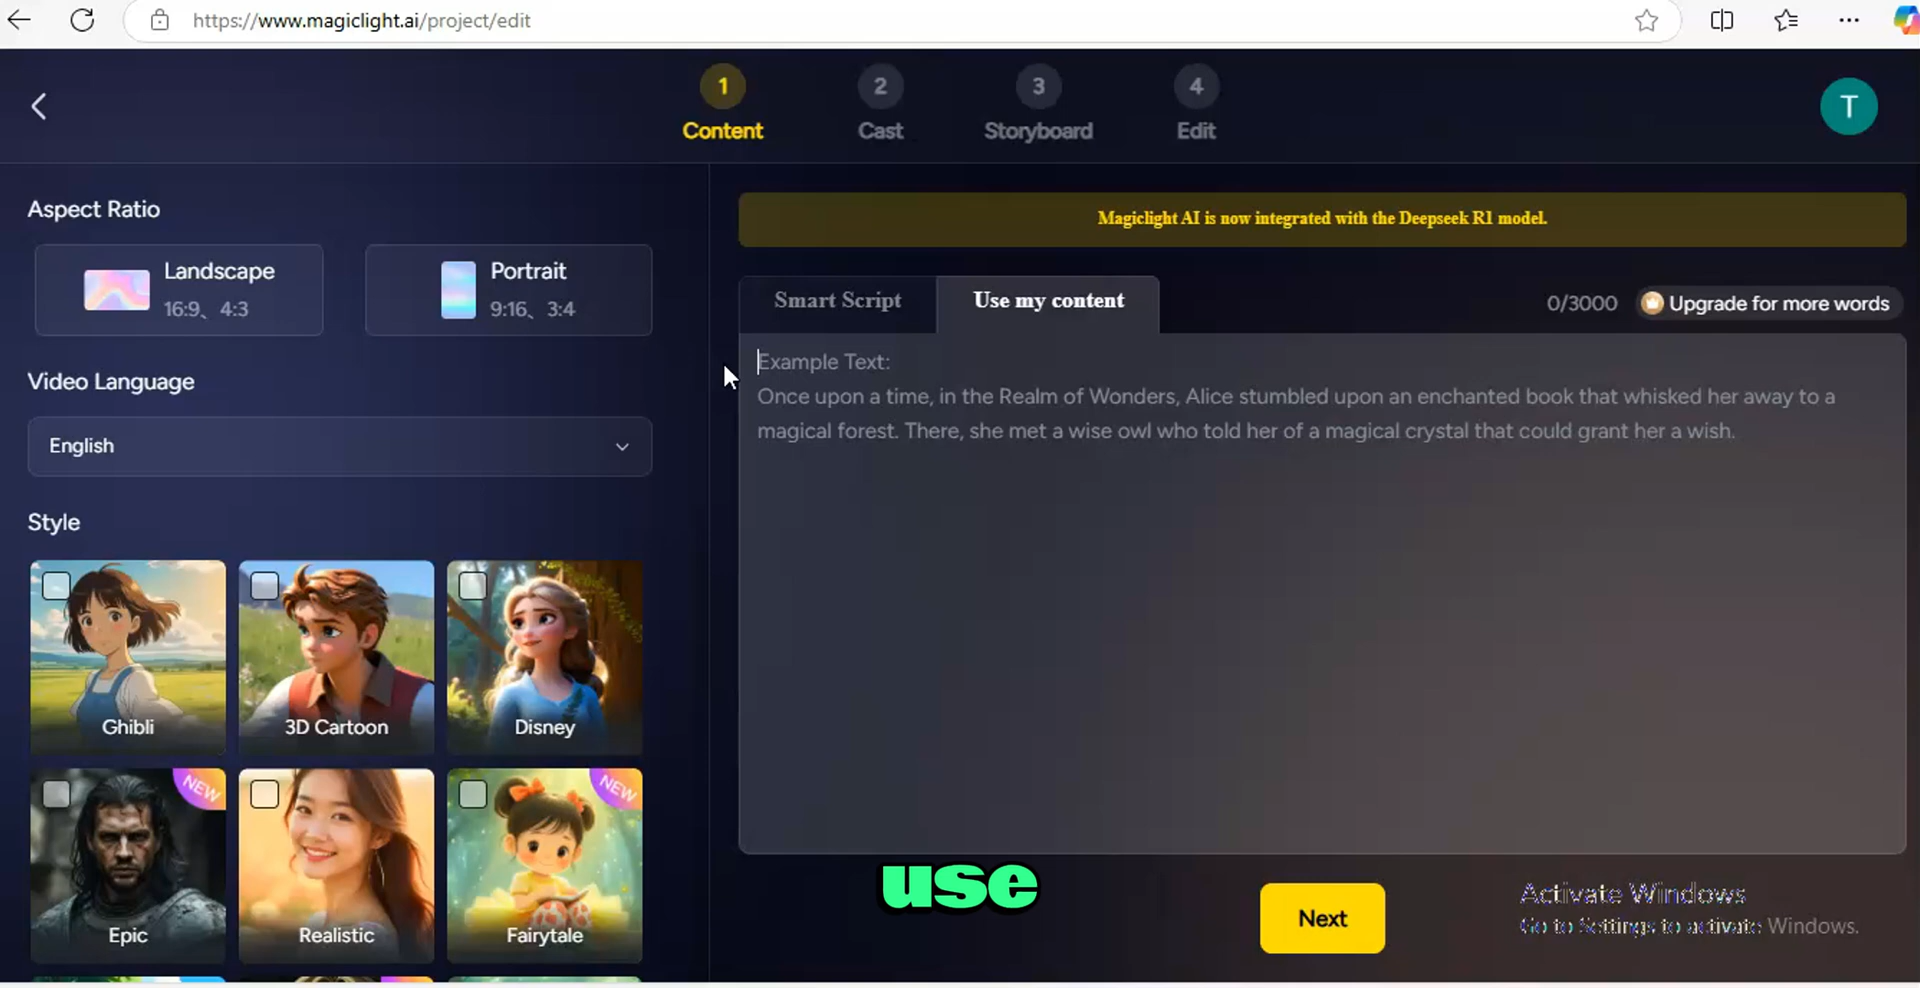 https://www.magiclight.ai/project/edit
1
2
3
4
Content
Cast
Storyboard
Edit
T
Aspect Ratio
Landscape
16:9、4:3
Portrait
9:16、3:4
Video Language
English
Style
Ghibli
3D Cartoon
Disney
NEW
NEW
Epic
Realistic
Fairytale
Magiclight AI is now integrated with the Deepseek R1 model.
Smart Script
Use my content
0/3000
Upgrade for more words
Example Text:
Once upon a time, in the Realm of Wonders, Alice stumbled upon an enchanted book that whisked her away to a
magical forest. There, she met a wise owl who told her of a magical crystal that could grant her a wish.
use
Next
Activate Windows
Go to Settings to activate Windows.